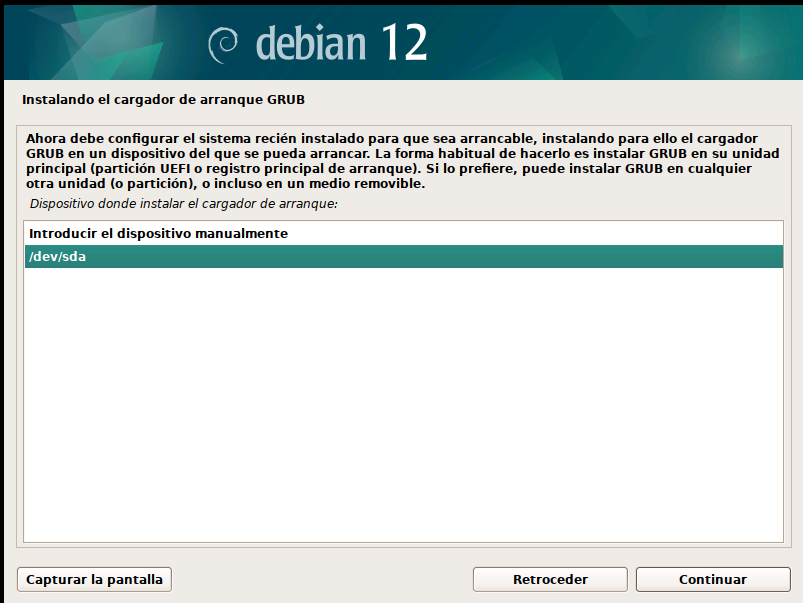 debian 12
Instalando el cargador de arranque GRUB
Ahora debe configurar el sistema recién instalado para que sea arrancable, instalando para ello el cargador
GRUB en un dispositivo del que se pueda arrancar. La forma habitual de hacerlo es instalar GRUB en su unidad
principal (partición UEFI o registro principal de arranque). Si lo prefiere, puede instalar GRUB en cualquier
otra unidad (o partición), o incluso en un medio removible.
Dispositivo donde instalar el cargador de arranque:
Introducir el dispositivo manualmente
/dev/sda
Capturar la pantalla
Retroceder
Continuar